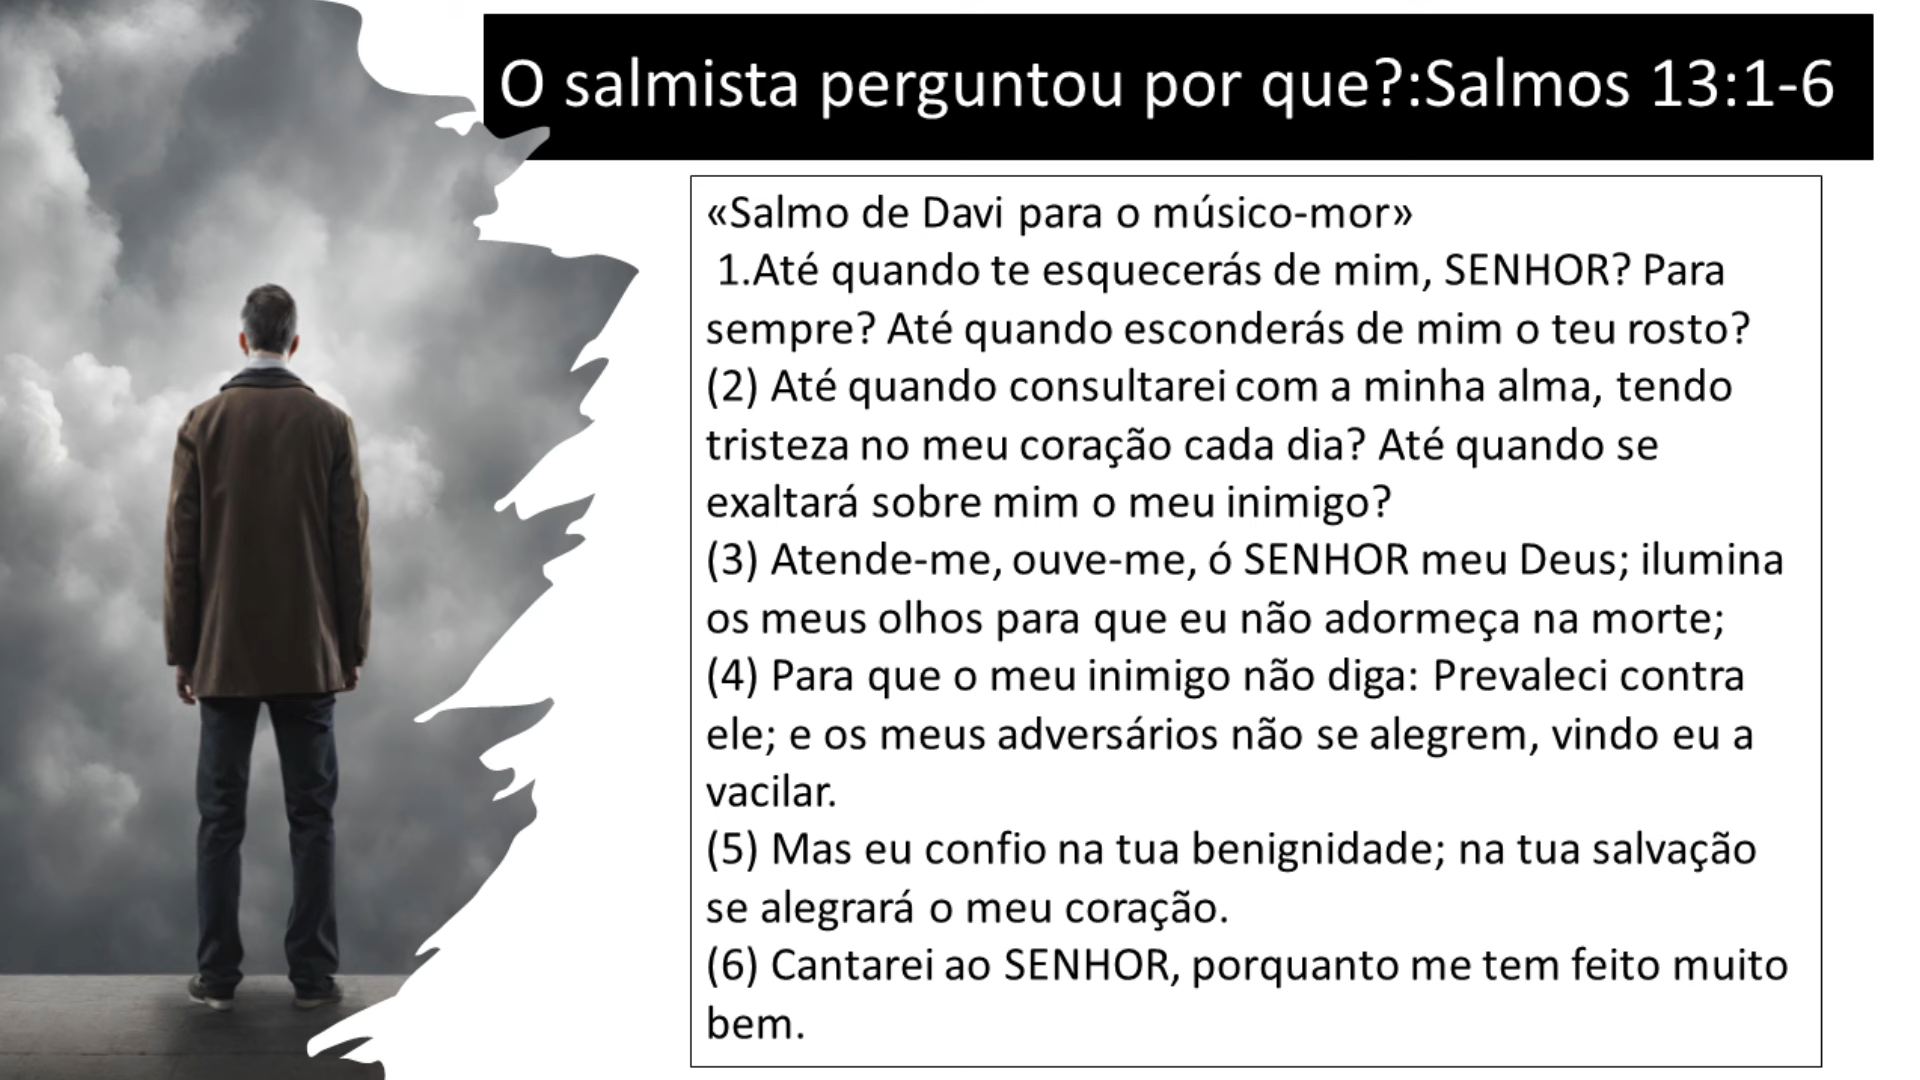 O salmista perguntou por que?:Salmos 13:1-6
«Salmo de Davi para o músico-mor»
1.Até quando te esquecerás de mim, SENHOR? Para
sempre? Até quando esconderás de mim o teu rosto?
(2) Até quando consultarei com a minha alma, tendo
tristeza no meu coração cada dia? Até quando se
exaltará sobre mim o meu inimigo?
(3) Atende-me, ouve-me, ó SENHOR meu Deus; ilumina
os meus olhos para que eu não adormeça na morte;
(4) Para que o meu inimigo não diga: Prevaleci contra
ele; e os meus adversários não se alegrem, vindo eu a
vacilar.
(5) Mas eu confio na tua benignidade; na tua salvação
se alegrará o meu coração.
(6) Cantarei ao SENHOR, porquanto me tem feito muito
bem.